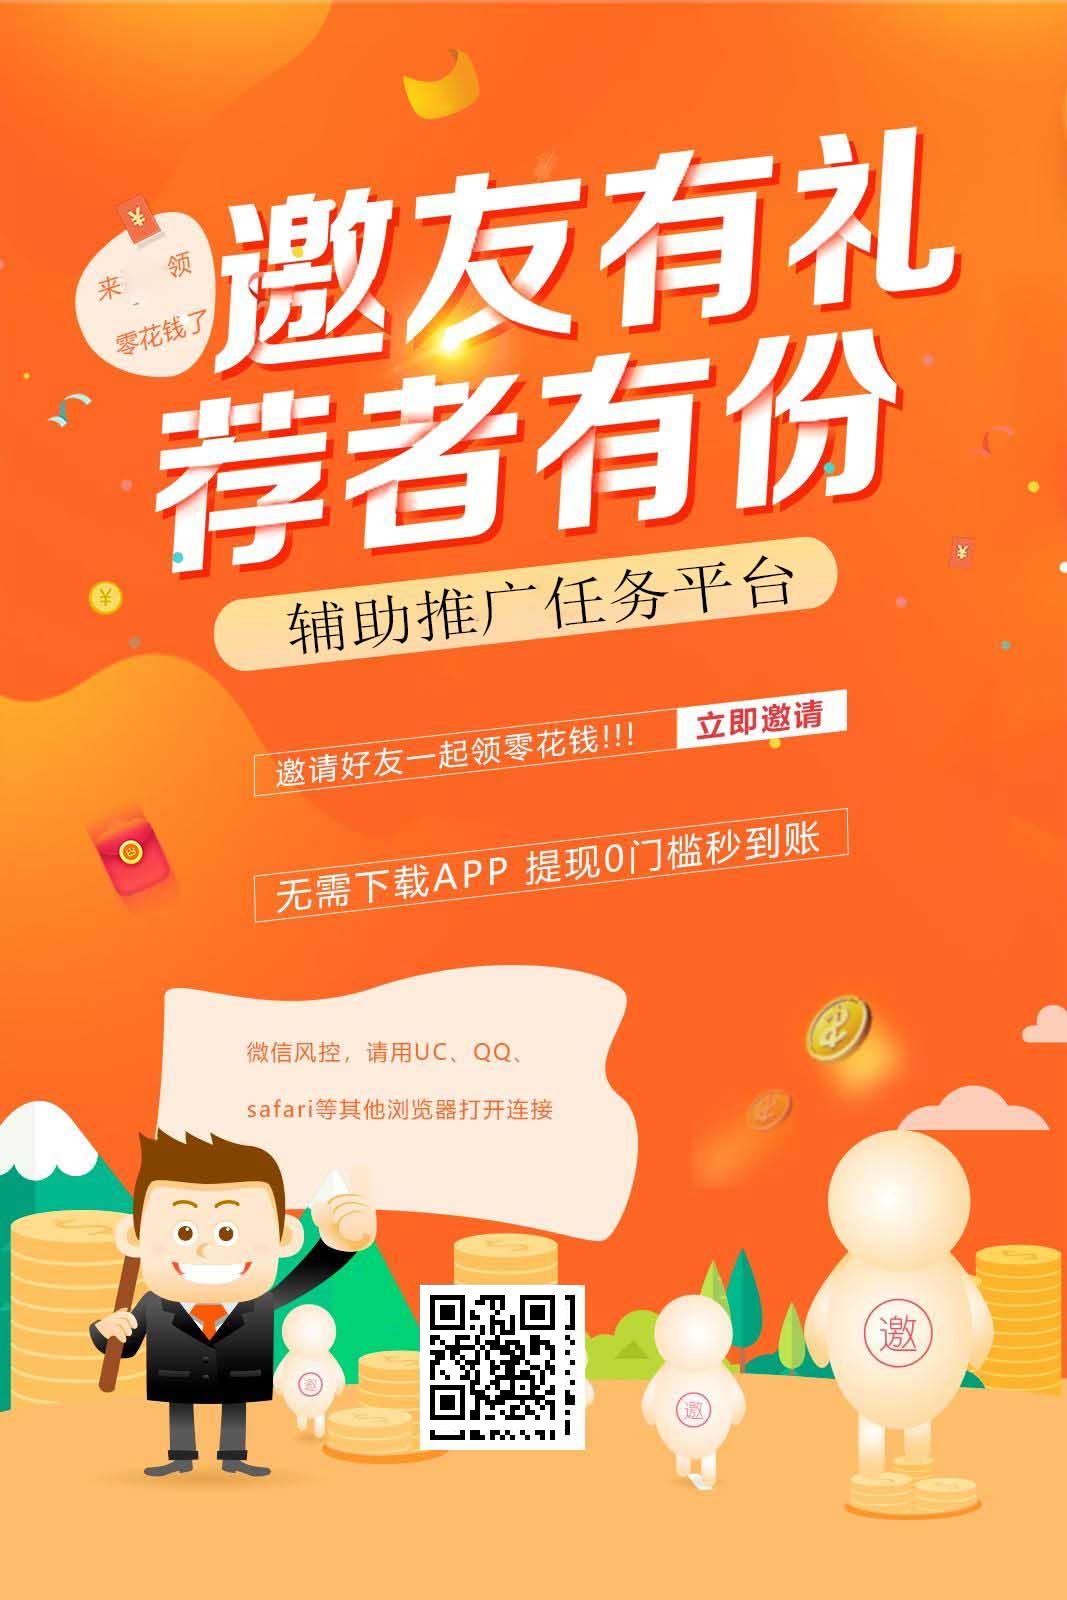 邀友有礼
来 领
零花钱了
荐者有份
辅助推广任务平台
邀请好友一起领零花钱!!!
立即邀请
无需下载APP 提现0门槛秒到账
微信风控，请用UC、QQ、
safari等其他浏览器打开连接
邀
邀
邀